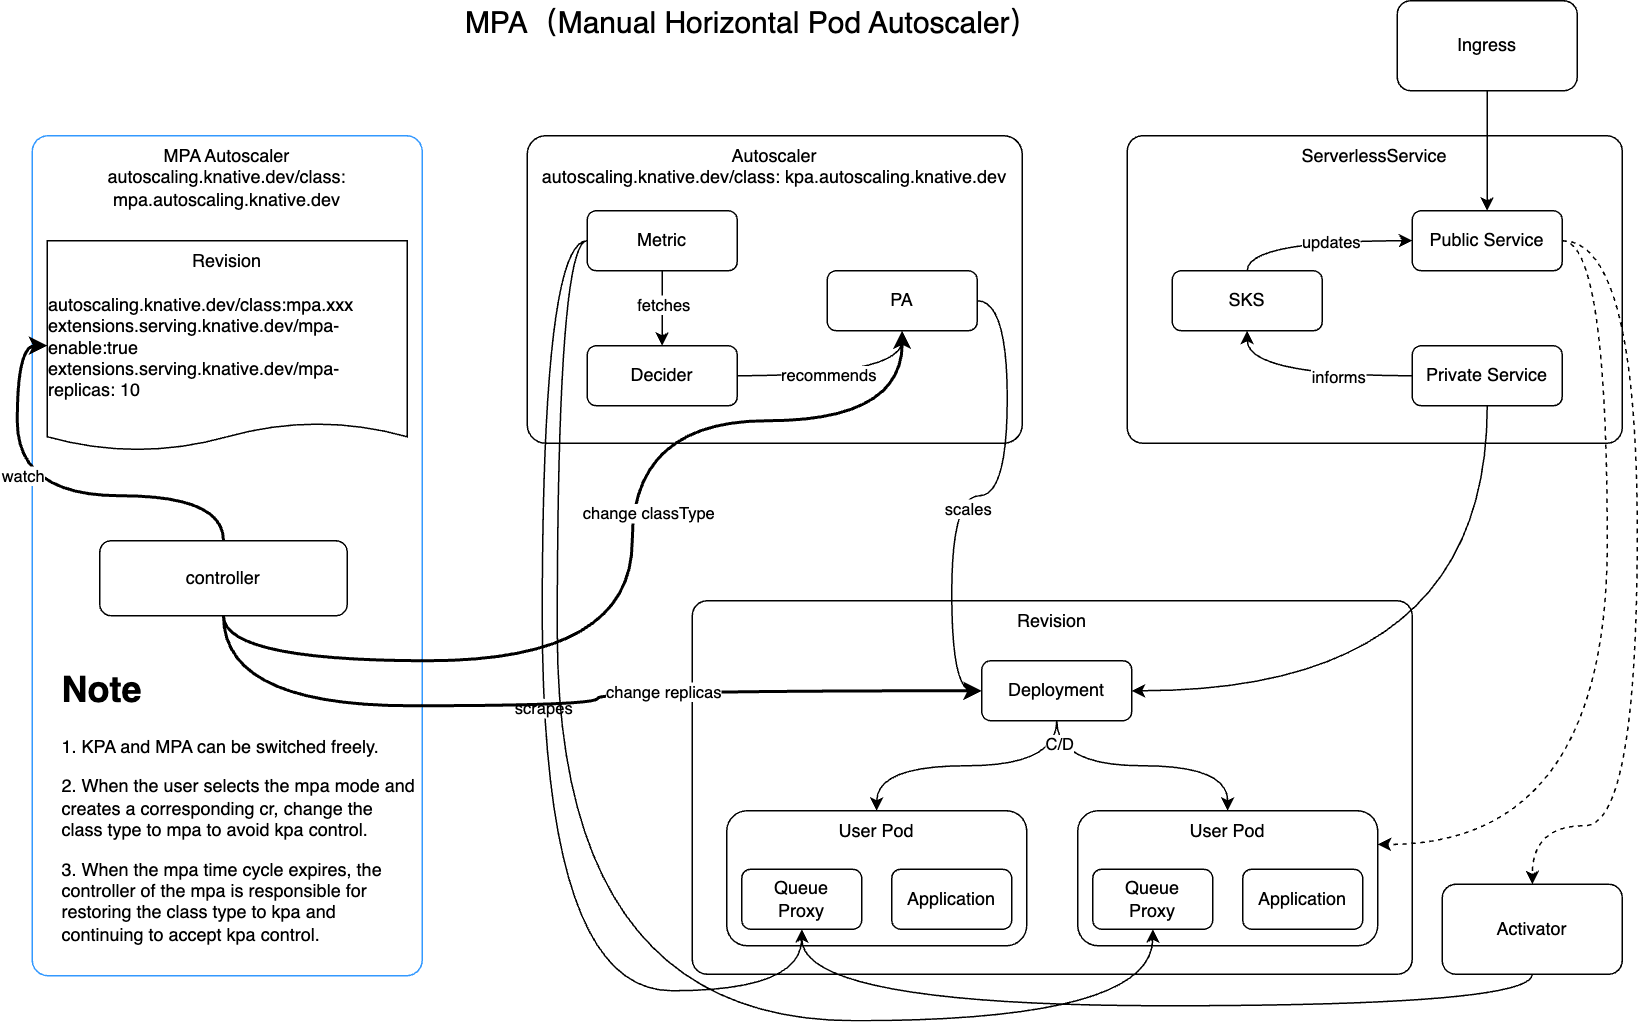 MPA（Manual Horizontal Pod Autoscaler）
Ingress
MPA Autoscaler
autoscaling.knative.dev/class:
mpa.autoscaling.knative.dev
Revision
autoscaling.knative.dev/class:mpa.xxx
extensions.serving.knative.dev/mpa-
enable:true
extensions.serving.knative.dev/mpa-
replicas: 10
watch
controller
Note
1. KPA and MPA can be switched freely.
2. When the user selects the mpa mode and
creates a corresponding cr, change the
class type to mpa to avoid kpa control.
3. When the mpa time cycle expires, the
controller of the mpa is responsible for
restoring the class type to kpa and
continuing to accept kpa control.
Autoscaler
autoscaling.knative.dev/class: kpa.autoscaling.knative.dev
Metric
fetches
PA
Decider
recommends
change classType
scales
change replicas
scrapes
ServerlessService
updates
Public Service
SKS
informs
Private Service
Revision
Deployment
C/D
User Pod
Queue
Proxy
Application
User Pod
Queue
Proxy
Application
Activator